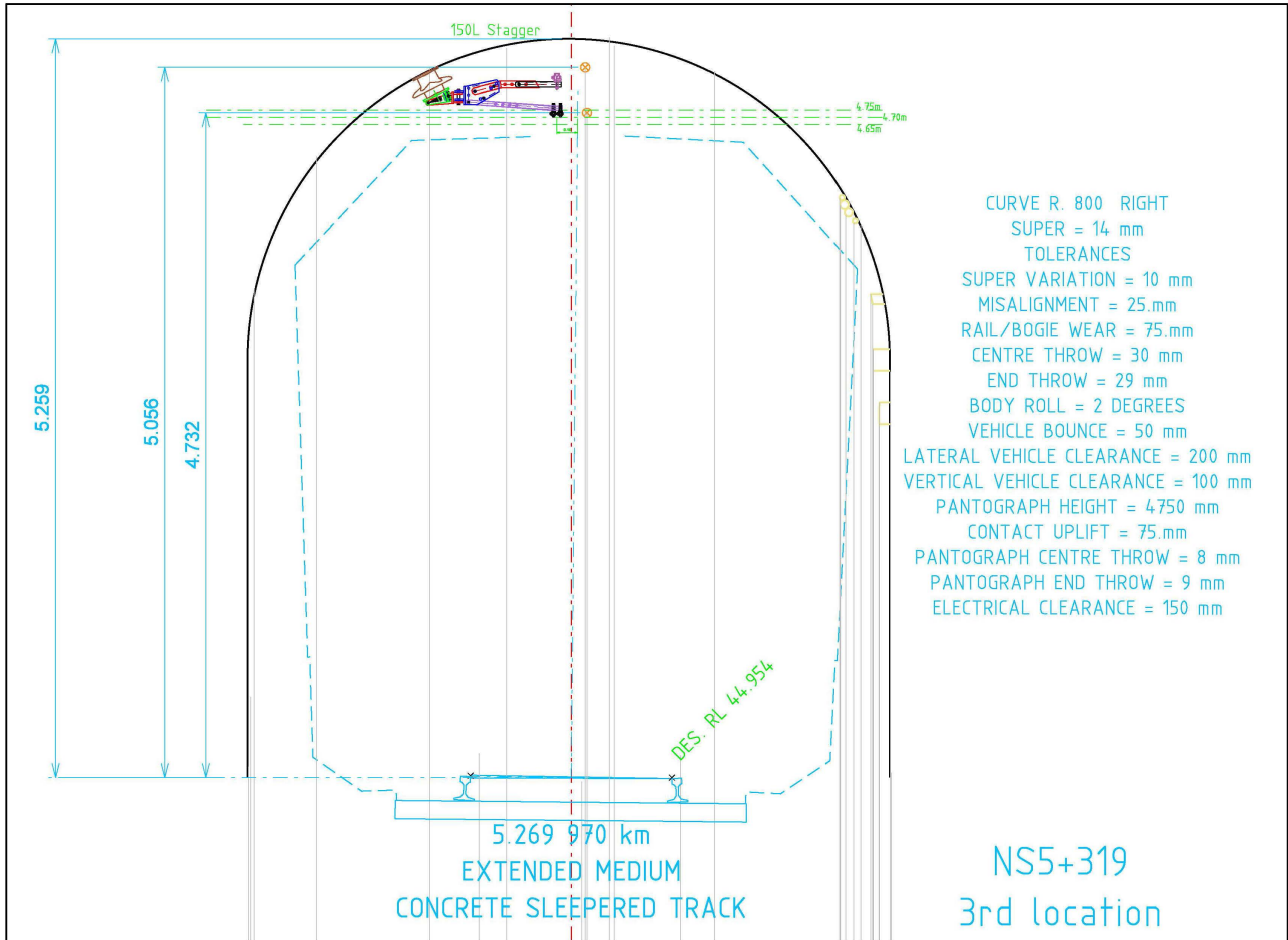 150L Stagger
4.75m
4.70m
4.65m
5.259
5.056
4.732
CURVE R. 800 RIGHT
SUPER = 14 mm
TOLERANCES
SUPER VARIATION = 10 mm
MISALIGNMENT = 25.mm
RAIL/BOGIE WEAR = 75.mm
CENTRE THROW = 30 mm
END THROW = 29 mm
BODY ROLL = 2 DEGREES
VEHICLE BOUNCE = 50 mm
LATERAL VEHICLE CLEARANCE = 200 mm
VERTICAL VEHICLE CLEARANCE = 100 mm
PANTOGRAPH HEIGHT = 4750 mm
CONTACT UPLIFT = 75.mm
PANTOGRAPH CENTRE THROW = 8 mm
PANTOGRAPH END THROW = 9 mm
ELECTRICAL CLEARANCE = 150 mm
DES. RL 44.954
5.269 970 km
EXTENDED MEDIUM
CONCRETE SLEEPERED TRACK
NS5+319
3rd location